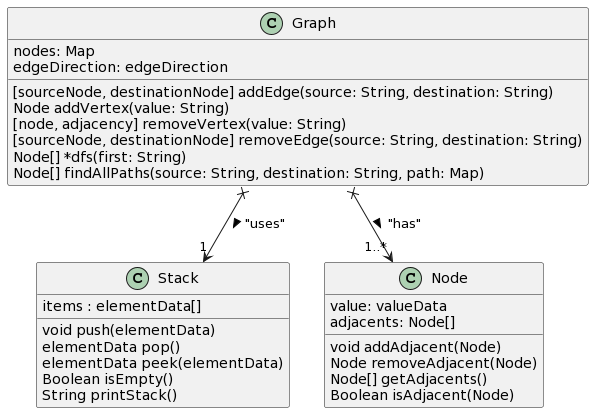 C Graph
nodes: Map
edgeDirection: edgeDirection
[sourceNode, destinationNode] addEdge(source: String, destination: String)
Node addVertex(value: String)
[node, adjacency] removeVertex(value: String)
[sourceNode, destinationNode] removeEdge(source: String, destination: String)
Node[] *dfs(first: String)
Node[] findAllPaths(source: String, destination: String, path: Map)
"uses"
"has"
1
1..*
C Stack
items : elementData[]
void push(elementData)
elementData pop()
elementData peek(elementData)
Boolean isEmpty()
String printStack()
C Node
value: valueData
adjacents: Node[]
void addAdjacent(Node)
Node removeAdjacent(Node)
Node[] getAdjacents()
Boolean isAdjacent(Node)